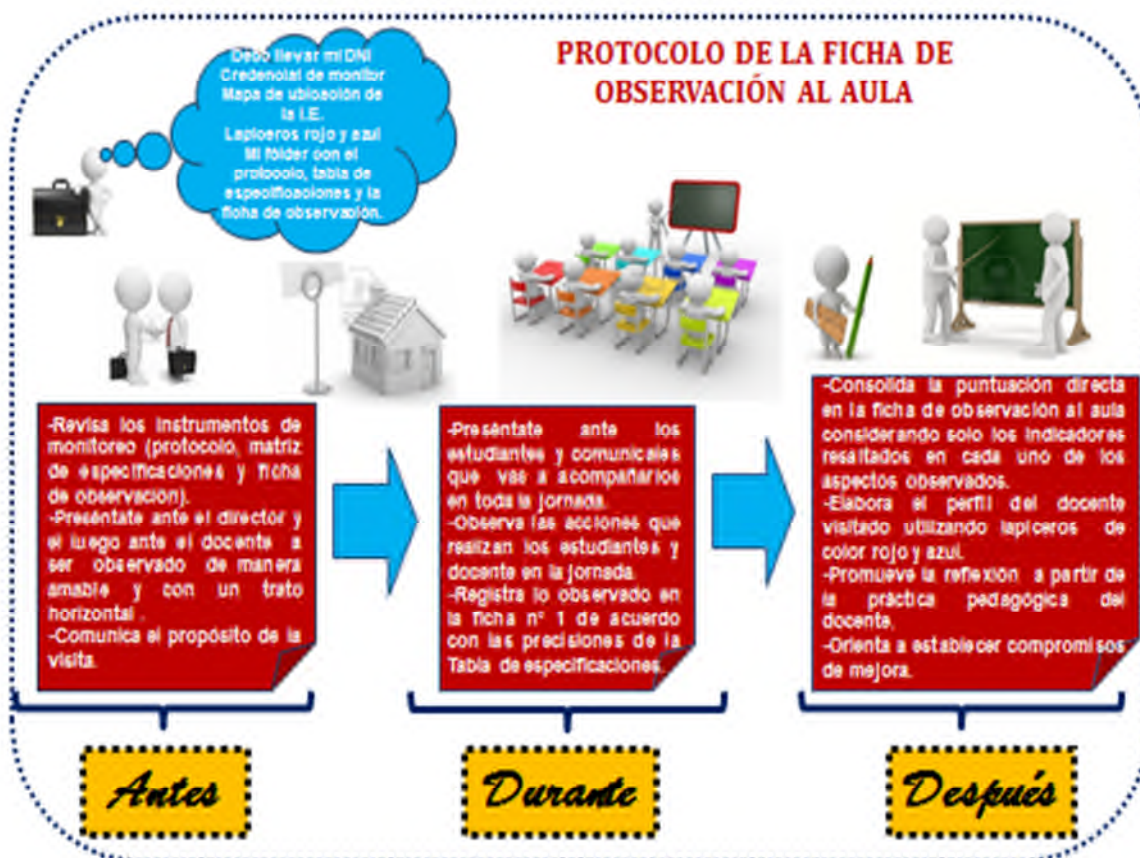 PROTOCOLO DE LA FICHA DE
OBSERVACIÓN AL AULA
Debo llevar mi DNI
Credencial de monitor
Mapa de ubicación de
la I.E.
Lapiceros rojo y azul
Mi fólder con el
protocolo, tabla de
especificaciones y la
ficha de observación.
-Revisa los instrumentos de
monitoreo (protocolo, matriz
de especificaciones y ficha
de observación).
-Preséntate ante el director y
el luego ante el docente a
ser observado de manera
amable y con un trato
horizontal .
-Comunica el propósito de la
visita.
-Preséntate ante los
estudiantes y comunícales
que vas a acompañarlos
en toda la jornada.
-Observa las acciones que
realizan los estudiantes y
docente en la jornada.
-Registra lo observado en
la ficha n° 1 de acuerdo
con las precisiones de la
Tabla de especificaciones.
-Consolida la puntuación directa
en la ficha de observación al aula
considerando solo los indicadores
resaltados en cada uno de los
aspectos observados.
-Elabora el perfil del docente
visitado utilizando lapiceros de
color rojo y azul.
-Promueve la reflexión a partir de
la práctica pedagógica del
docente,
-Orienta a establecer compromisos
de mejora.
Antes
Durante
Después